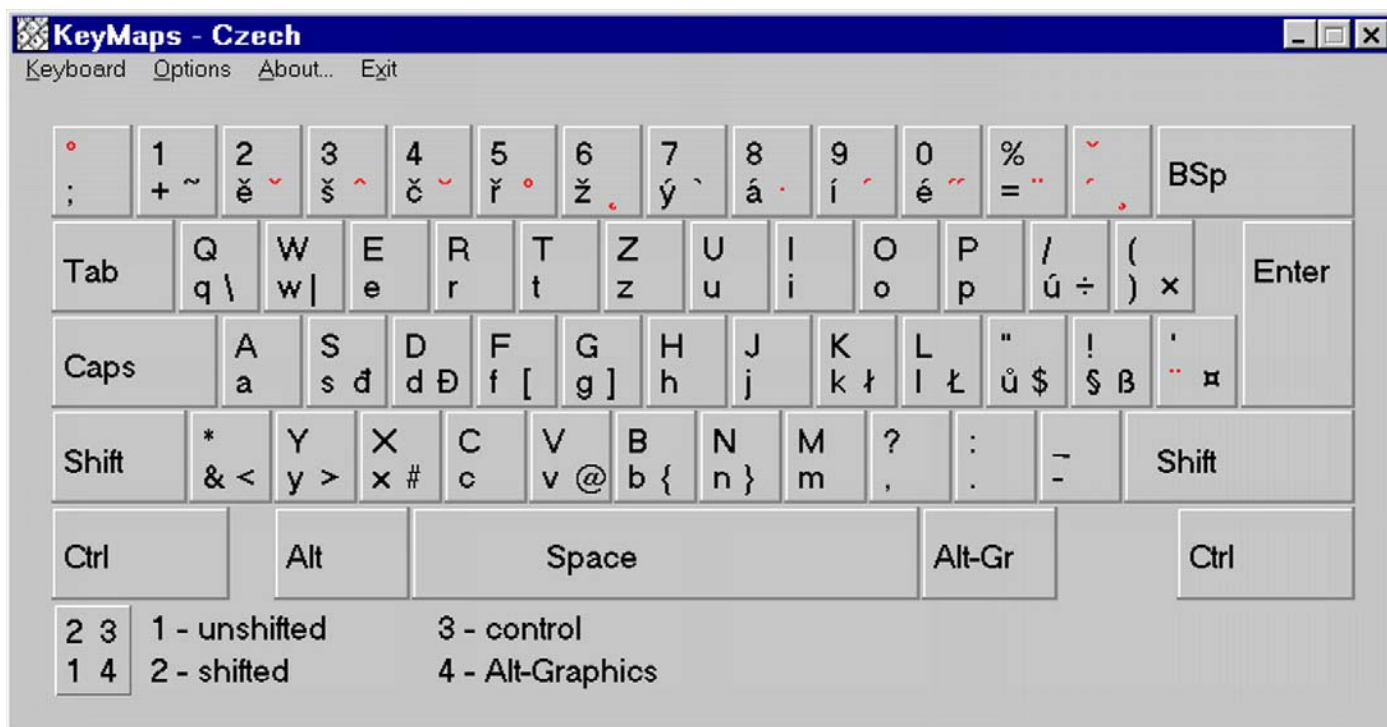 KeyMaps - Czech
Keyboard Options About... Exit
° 1 2 3 4 5 6 7 8 9 0 % ˇ BSp
; + ~ ě ˇ š ^ č ˘ ř ° ž ˛ ý ` á ˙ í ´ é ˝ = ¨ ´ ¸
Tab Q W E R T Z U I O P / ( Enter
q \ w | e r t z u i o p ú ÷ ) ×
Caps A S D F G H J K L " ! '
a s đ d Đ f [ g ] h j k ł l Ł ů $ § ß ¨ ¤
Shift * Y X C V B N M ? : _ Shift
& < y > x # c v @ b { n } m , . -
Ctrl Alt Space Alt-Gr Ctrl
2 3 1 - unshifted 3 - control
1 4 2 - shifted 4 - Alt-Graphics